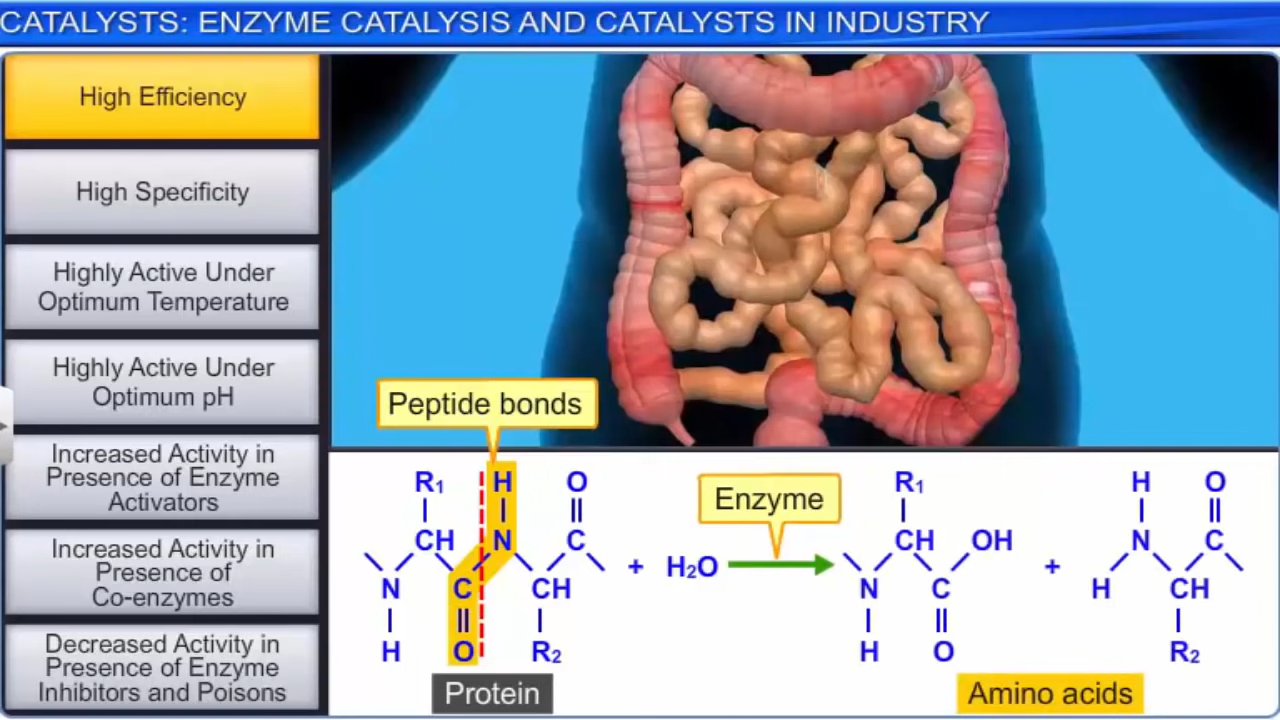 CATALYSTS: ENZYME CATALYSIS AND CATALYSTS IN INDUSTRY
High Efficiency
High Specificity
Highly Active Under
Optimum Temperature
Highly Active Under
Optimum pH
Increased Activity in
Presence of Enzyme
Activators
Increased Activity in
Presence of
Co-enzymes
Decreased Activity in
Presence of Enzyme
Inhibitors and Poisons
Peptide bonds
Enzyme
R₁ H O R₁ H O
CH N C CH OH N C
+ H₂O +
N C CH N C H CH
H O R₂ H O R₂
Protein
Amino acids